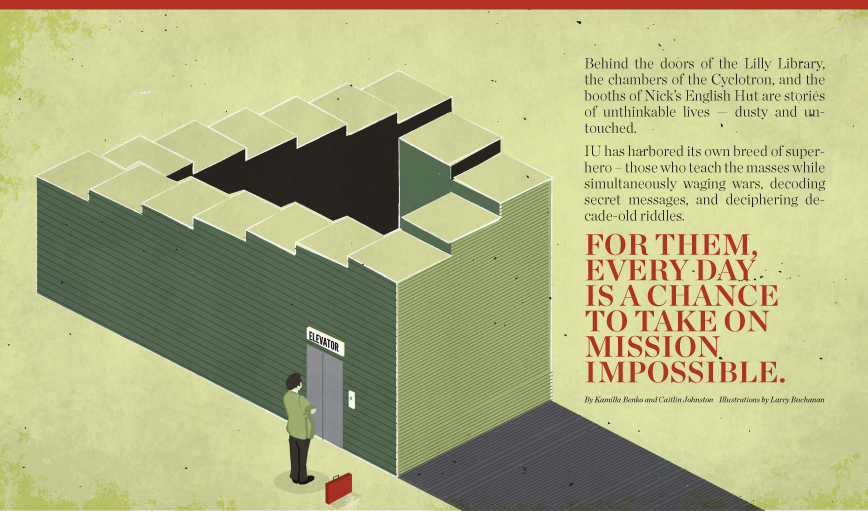 Behind the doors of the Lilly Library,
the chambers of the Cyclotron, and the
booths of Nick's English Hut are stories
of unthinkable lives — dusty and un-
touched.
IU has harbored its own breed of super-
hero – those who teach the masses while
simultaneously waging wars, decoding
secret messages, and deciphering de-
cade-old riddles.
FOR THEM,
EVERY DAY
IS A CHANCE
TO TAKE ON
MISSION
IMPOSSIBLE.
By Kamilla Benko and Caitlin Johnston Illustrations by Larry Buchanan
ELEVATOR